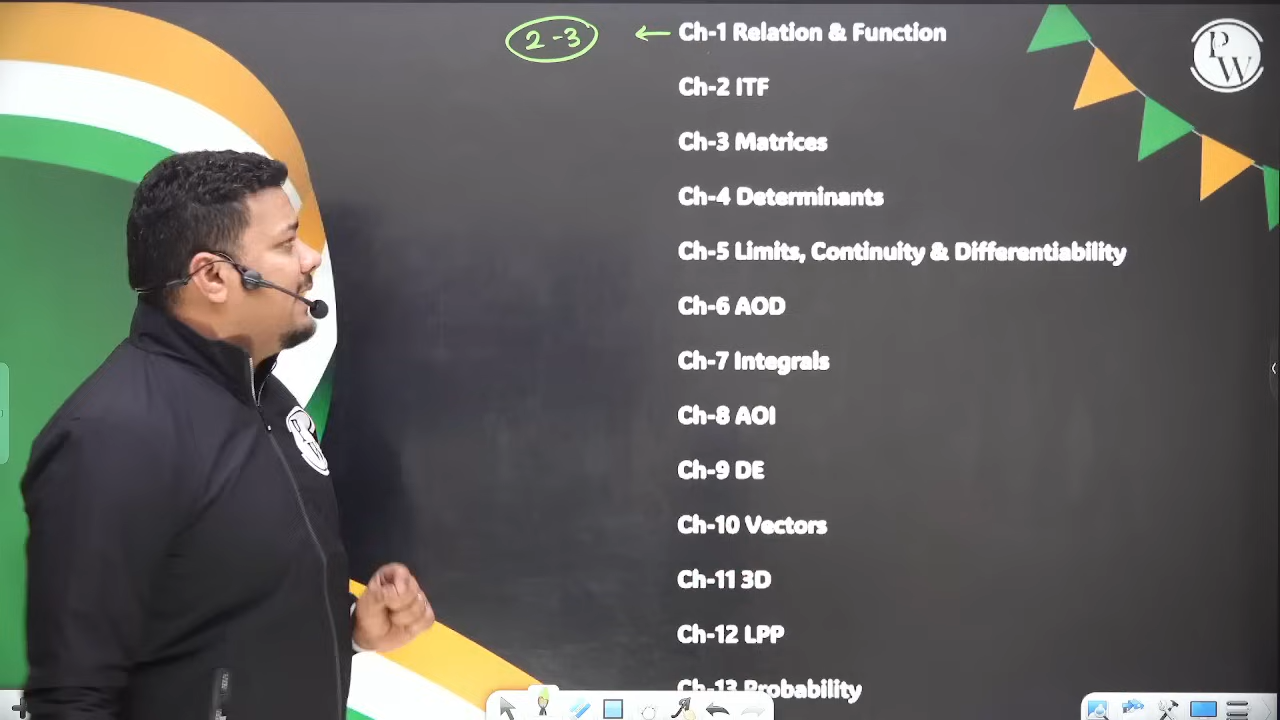 2-3 ← Ch-1 Relation & Function
PW
Ch-2 ITF
Ch-3 Matrices
Ch-4 Determinants
Ch-5 Limits, Continuity & Differentiability
Ch-6 AOD
Ch-7 Integrals
Ch-8 AOI
Ch-9 DE
Ch-10 Vectors
Ch-11 3D
Ch-12 LPP
Ch-13 Probability
PW